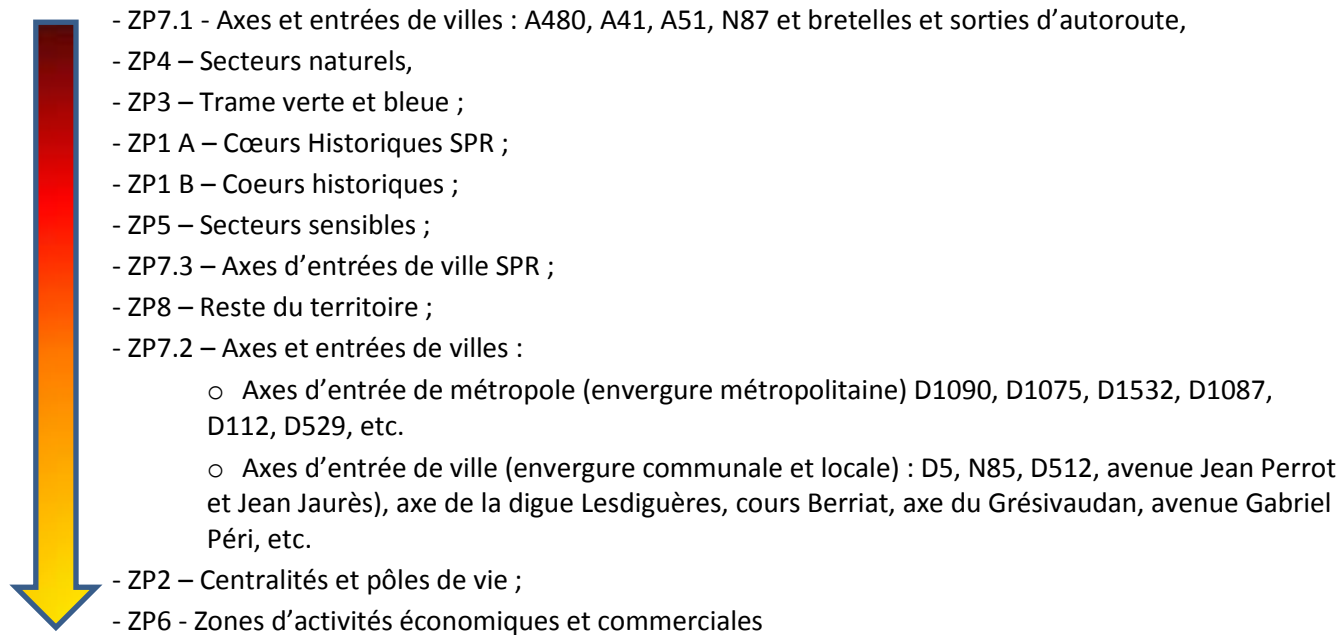 - ZP7.1 - Axes et entrées de villes : A480, A41, A51, N87 et bretelles et sorties d’autoroute,
- ZP4 – Secteurs naturels,
- ZP3 – Trame verte et bleue ;
- ZP1 A – Cœurs Historiques SPR ;
- ZP1 B – Coeurs historiques ;
- ZP5 – Secteurs sensibles ;
- ZP7.3 – Axes d’entrées de ville SPR ;
- ZP8 – Reste du territoire ;
- ZP7.2 – Axes et entrées de villes :
o Axes d’entrée de métropole (envergure métropolitaine) D1090, D1075, D1532, D1087,
D112, D529, etc.
o Axes d’entrée de ville (envergure communale et locale) : D5, N85, D512, avenue Jean Perrot
et Jean Jaurès), axe de la digue Lesdiguères, cours Berriat, axe du Grésivaudan, avenue Gabriel
Péri, etc.
- ZP2 – Centralités et pôles de vie ;
- ZP6 - Zones d’activités économiques et commerciales